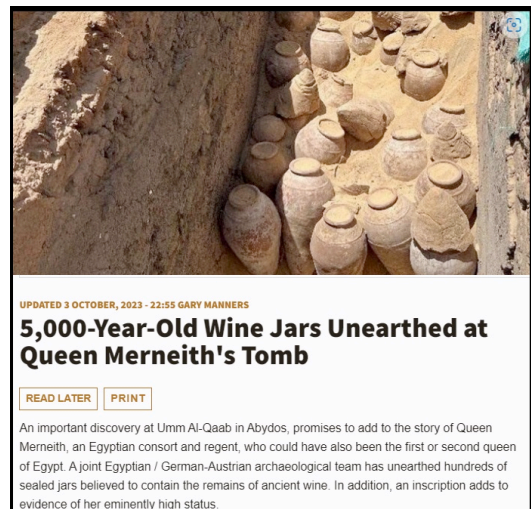 UPDATED 3 OCTOBER, 2023 - 22:55 GARY MANNERS
5,000-Year-Old Wine Jars Unearthed at
Queen Merneith's Tomb
READ LATER PRINT
An important discovery at Umm Al-Qaab in Abydos, promises to add to the story of Queen
Merneith, an Egyptian consort and regent, who could have also been the first or second queen
of Egypt. A joint Egyptian / German-Austrian archaeological team has unearthed hundreds of
sealed jars believed to contain the remains of ancient wine. In addition, an inscription adds to
evidence of her eminently high status.